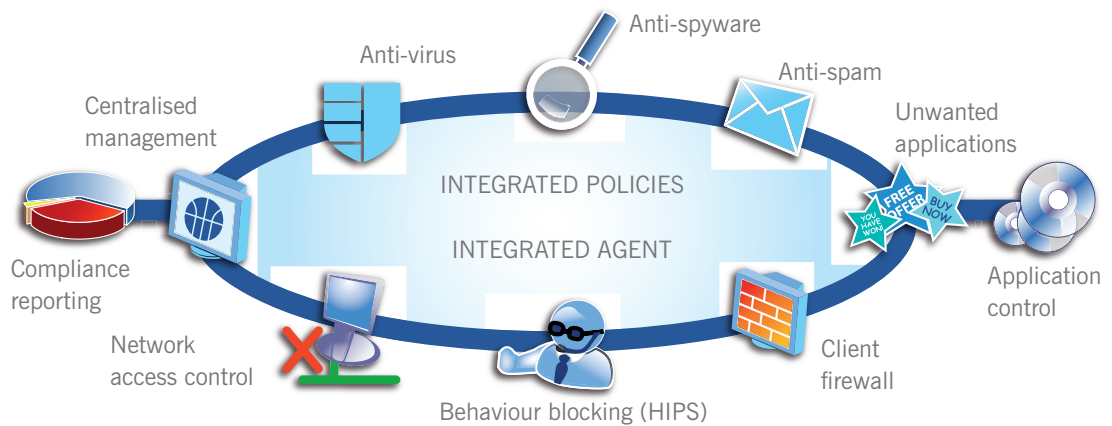 Anti-spyware
Anti-virus
Anti-spam
Centralised
management
Unwanted
applications
INTEGRATED POLICIES
FREE
OFFER
BUY
NOW
YOU
HAVE
WON!
INTEGRATED AGENT
Compliance
reporting
Application
control
Network
access control
Client
firewall
Behaviour blocking (HIPS)